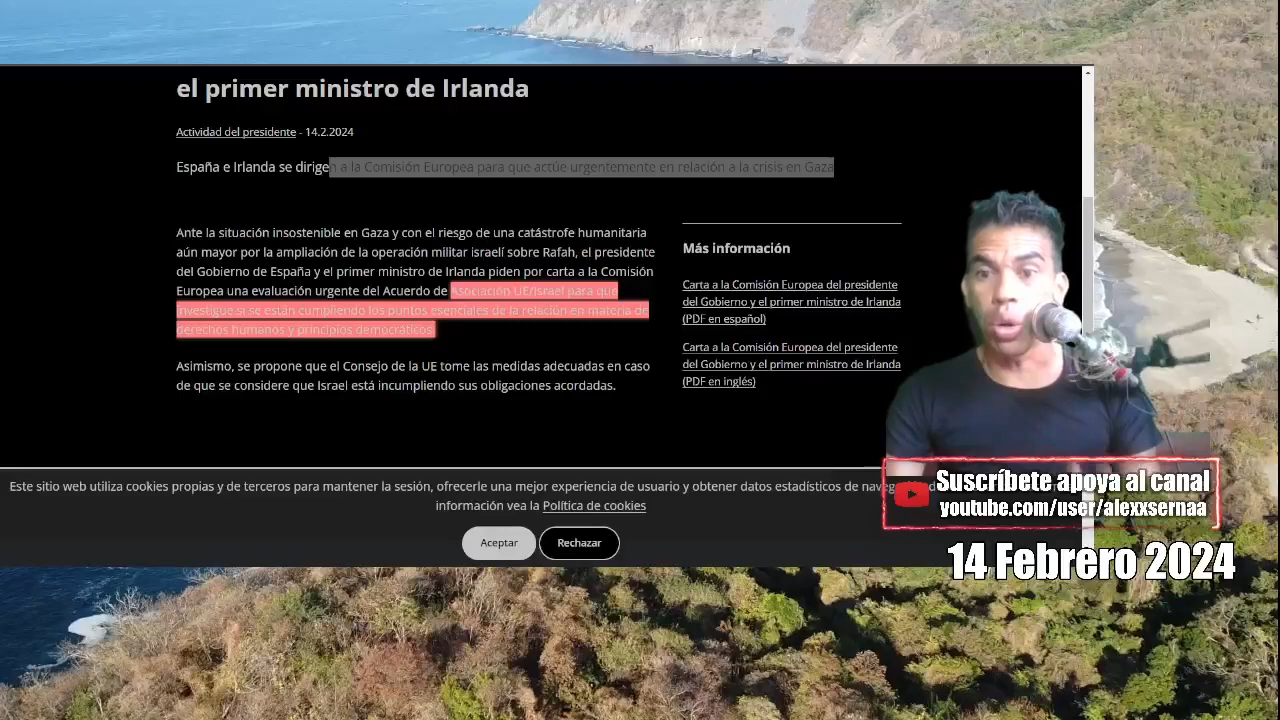 el primer ministro de Irlanda
Actividad del presidente - 14.2.2024
España e Irlanda se dirigen a la Comisión Europea para que actúe urgentemente en relación a la crisis en Gaza
Ante la situación insostenible en Gaza y con el riesgo de una catástrofe humanitaria
aún mayor por la ampliación de la operación militar israelí sobre Rafah, el presidente
del Gobierno de España y el primer ministro de Irlanda piden por carta a la Comisión
Europea una evaluación urgente del Acuerdo de Asociación UE/Israel para que
investigue si se están cumpliendo los puntos esenciales de la relación en materia de
derechos humanos y principios democráticos.
Asimismo, se propone que el Consejo de la UE tome las medidas adecuadas en caso
de que se considere que Israel está incumpliendo sus obligaciones acordadas.
Más información
Carta a la Comisión Europea del presidente
del Gobierno y el primer ministro de Irlanda
(PDF en español)
Carta a la Comisión Europea del presidente
del Gobierno y el primer ministro de Irlanda
(PDF en inglés)
Este sitio web utiliza cookies propias y de terceros para mantener la sesión, ofrecerle una mejor experiencia de usuario y obtener datos estadísticos de
información vea la Política de cookies
Aceptar
Rechazar
Suscríbete apoya al canal
youtube.com/user/alexxsernaa
14 Febrero 2024